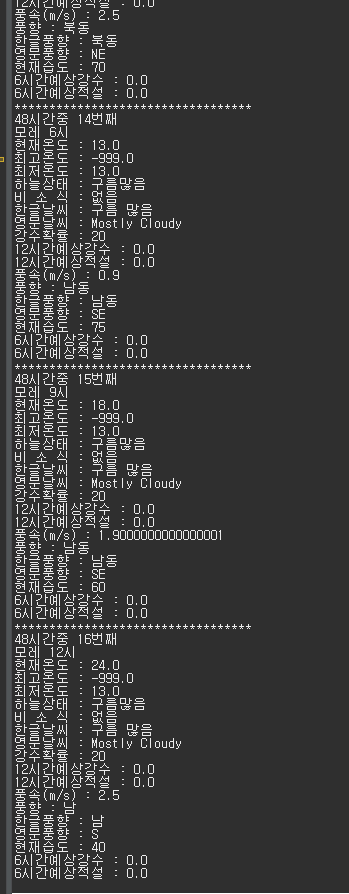 12시간예상적설 : 0.0
풍속(m/s) : 2.5
풍향 : 북동
한글풍향 : 북동
영문풍향 : NE
현재습도 : 70
6시간예상강수 : 0.0
6시간예상적설 : 0.0
**********************************
48시간중 14번째
모레 6시
현재온도 : 13.0
최고온도 : -999.0
최저온도 : 13.0
하늘상태 : 구름많음
비 소 식 : 없음
한글날씨 : 구름 많음
영문날씨 : Mostly Cloudy
강수확률 : 20
12시간예상강수 : 0.0
12시간예상적설 : 0.0
풍속(m/s) : 0.9
풍향 : 남동
한글풍향 : 남동
영문풍향 : SE
현재습도 : 75
6시간예상강수 : 0.0
6시간예상적설 : 0.0
**********************************
48시간중 15번째
모레 9시
현재온도 : 18.0
최고온도 : -999.0
최저온도 : 13.0
하늘상태 : 구름많음
비 소 식 : 없음
한글날씨 : 구름 많음
영문날씨 : Mostly Cloudy
강수확률 : 20
12시간예상강수 : 0.0
12시간예상적설 : 0.0
풍속(m/s) : 1.9000000000000001
풍향 : 남동
한글풍향 : 남동
영문풍향 : SE
현재습도 : 60
6시간예상강수 : 0.0
6시간예상적설 : 0.0
**********************************
48시간중 16번째
모레 12시
현재온도 : 24.0
최고온도 : -999.0
최저온도 : 13.0
하늘상태 : 구름많음
비 소 식 : 없음
한글날씨 : 구름 많음
영문날씨 : Mostly Cloudy
강수확률 : 20
12시간예상강수 : 0.0
12시간예상적설 : 0.0
풍속(m/s) : 2.5
풍향 : 남
한글풍향 : 남
영문풍향 : S
현재습도 : 40
6시간예상강수 : 0.0
6시간예상적설 : 0.0